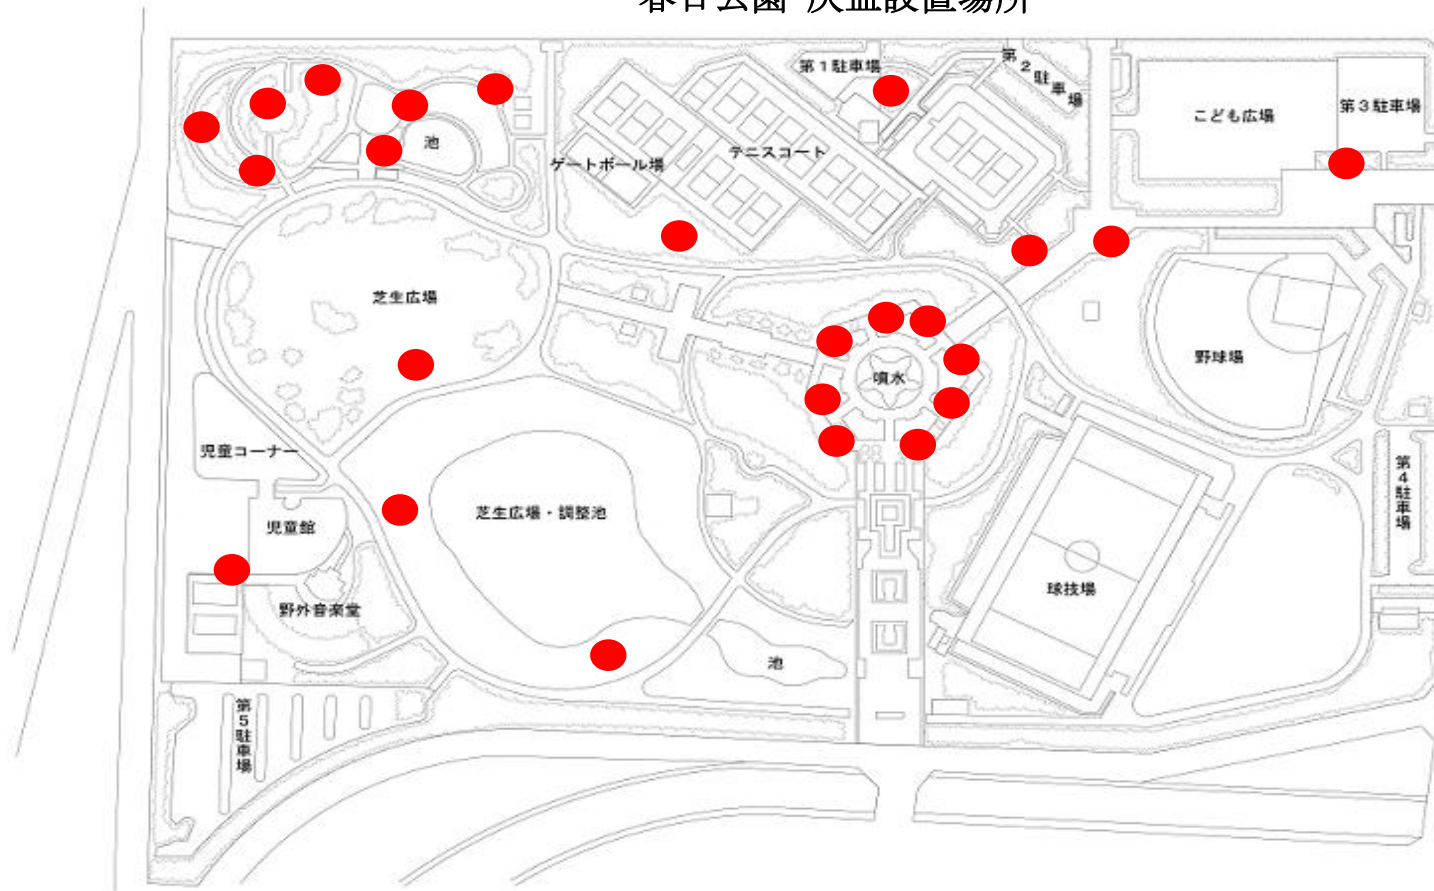 春日公園 灰皿設置場所
第1駐車場
第2駐車場
こども広場
第3駐車場
池
ゲートボール場
テニスコート
芝生広場
噴水
野球場
児童コーナー
芝生広場・調整池
児童館
第4駐車場
球技場
野外音楽堂
池
第5駐車場